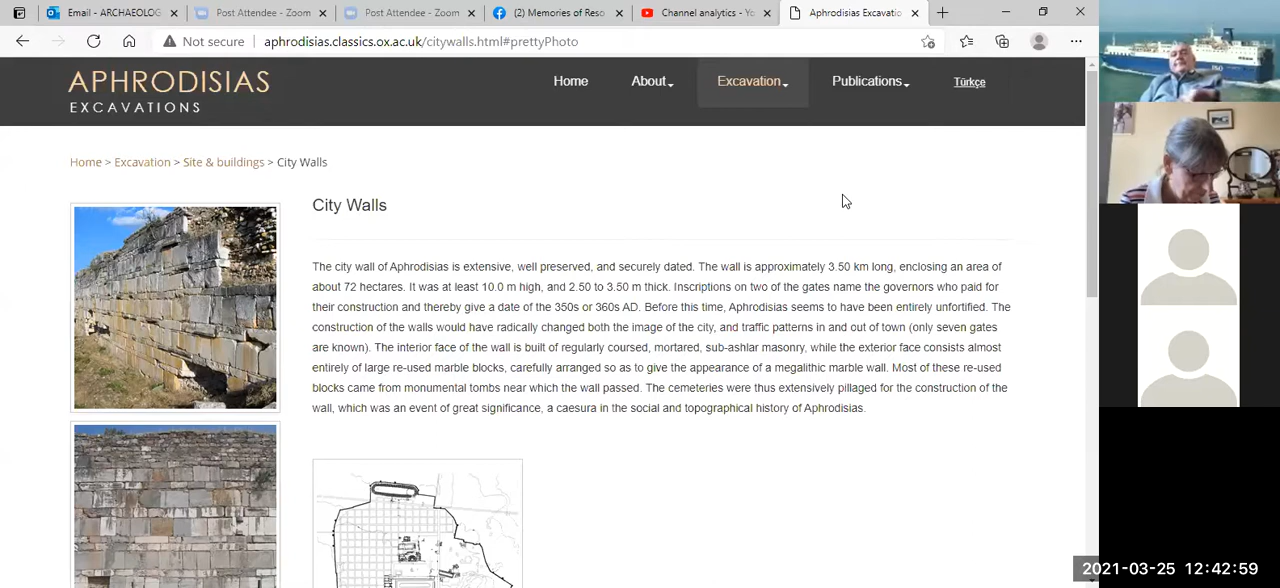 Email - ARCHAEOLOG
Post Attendee - Zoom
Post Attendee - Zoom
(2) Memories of Reso
Channel analytics - Yo
Aphrodisias Excavatio
Not secure
aphrodisias.classics.ox.ac.uk/citywalls.html#prettyPhoto
APHRODISIAS
EXCAVATIONS
Home
About
Excavation
Publications
Türkçe
Home > Excavation > Site & buildings > City Walls
City Walls
The city wall of Aphrodisias is extensive, well preserved, and securely dated. The wall is approximately 3.50 km long, enclosing an area of
about 72 hectares. It was at least 10.0 m high, and 2.50 to 3.50 m thick. Inscriptions on two of the gates name the governors who paid for
their construction and thereby give a date of the 350s or 360s AD. Before this time, Aphrodisias seems to have been entirely unfortified. The
construction of the walls would have radically changed both the image of the city, and traffic patterns in and out of town (only seven gates
are known). The interior face of the wall is built of regularly coursed, mortared, sub-ashlar masonry, while the exterior face consists almost
entirely of large re-used marble blocks, carefully arranged so as to give the appearance of a megalithic marble wall. Most of these re-used
blocks came from monumental tombs near which the wall passed. The cemeteries were thus extensively pillaged for the construction of the
wall, which was an event of great significance, a caesura in the social and topographical history of Aphrodisias.
P&O
2021-03-25 12:42:59